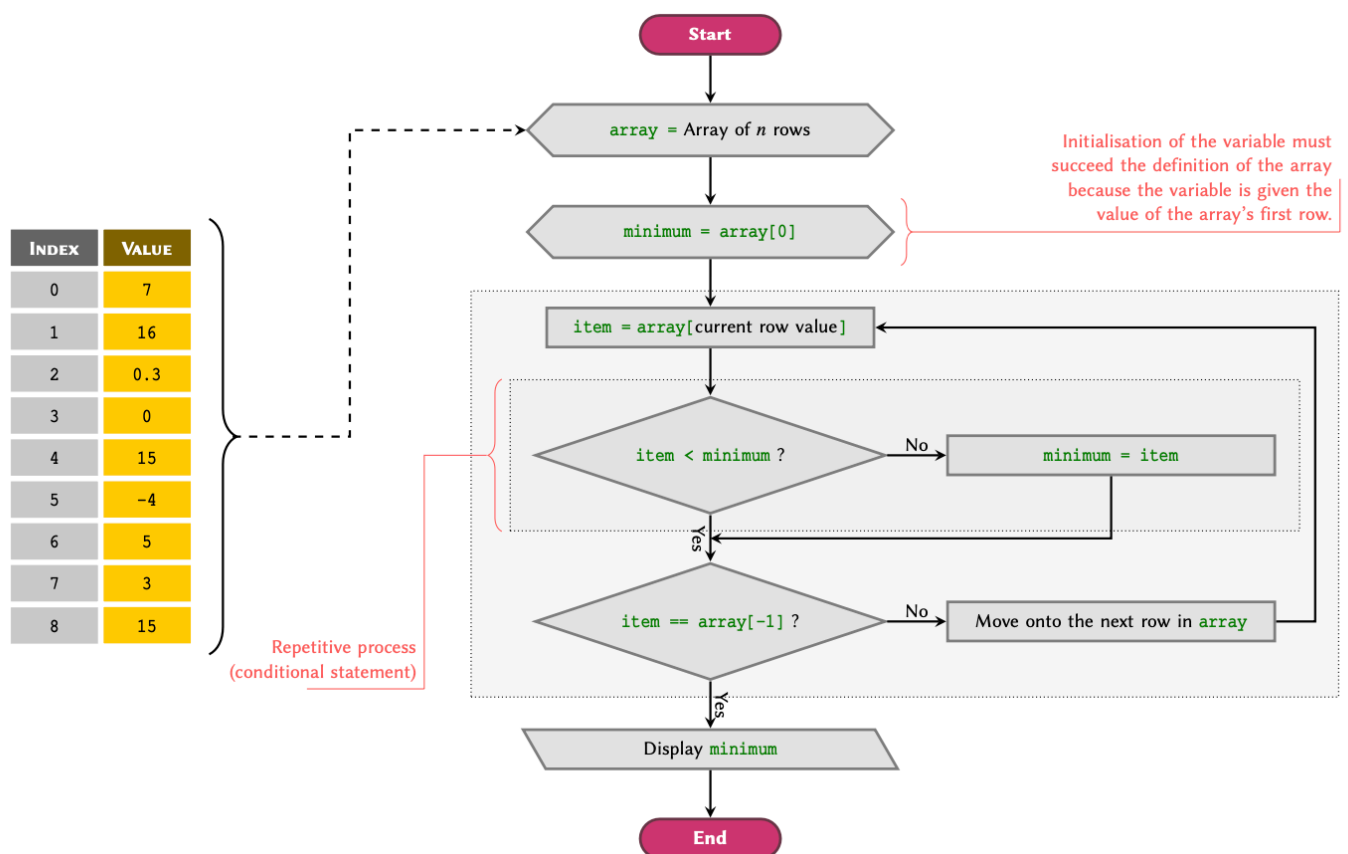 Start
array = Array of n rows
Initialisation of the variable must
succeed the definition of the array
because the variable is given the
value of the array's first row.
minimum = array[0]
INDEX VALUE
0 7
1 16
2 0.3
3 0
4 15
5 -4
6 5
7 3
8 15
item = array[current row value]
item < minimum ?
No
minimum = item
Yes
item == array[-1] ?
No
Move onto the next row in array
Repetitive process
(conditional statement)
Yes
Display minimum
End